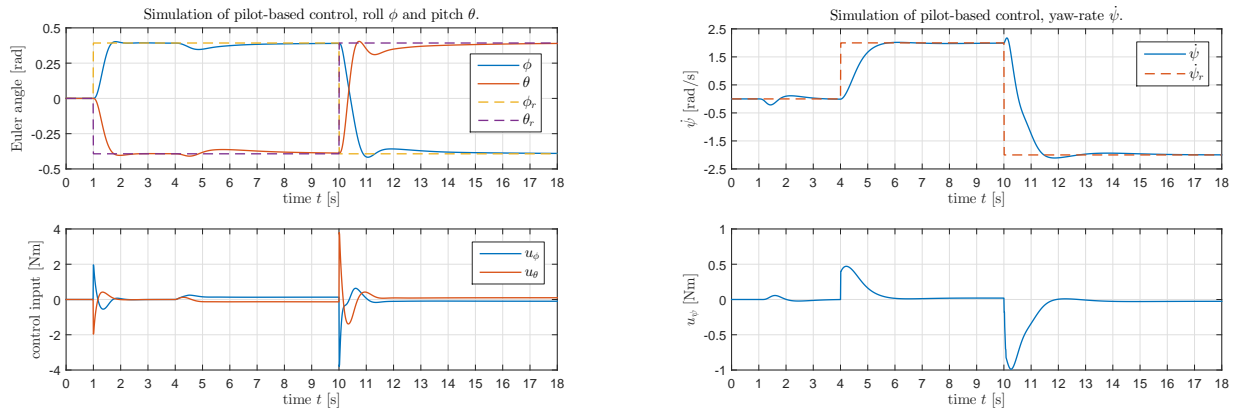 Simulation of pilot-based control, roll ϕ and pitch θ.
0.5
0.25
0
-0.25
-0.5
Euler angle [rad]
ϕ
θ
ϕ_r
θ_r
0 1 2 3 4 5 6 7 8 9 10 11 12 13 14 15 16 17 18
time t [s]
4
2
0
-2
-4
control input [Nm]
u_ϕ
u_θ
0 1 2 3 4 5 6 7 8 9 10 11 12 13 14 15 16 17 18
time t [s]
Simulation of pilot-based control, yaw-rate ψ̇.
2.5
1.5
0.5
-0.5
-1.5
-2.5
ψ̇ [rad/s]
ψ̇
ψ̇_r
0 1 2 3 4 5 6 7 8 9 10 11 12 13 14 15 16 17 18
time t [s]
1
0.5
0
-0.5
-1
u_ψ [Nm]
0 1 2 3 4 5 6 7 8 9 10 11 12 13 14 15 16 17 18
time t [s]